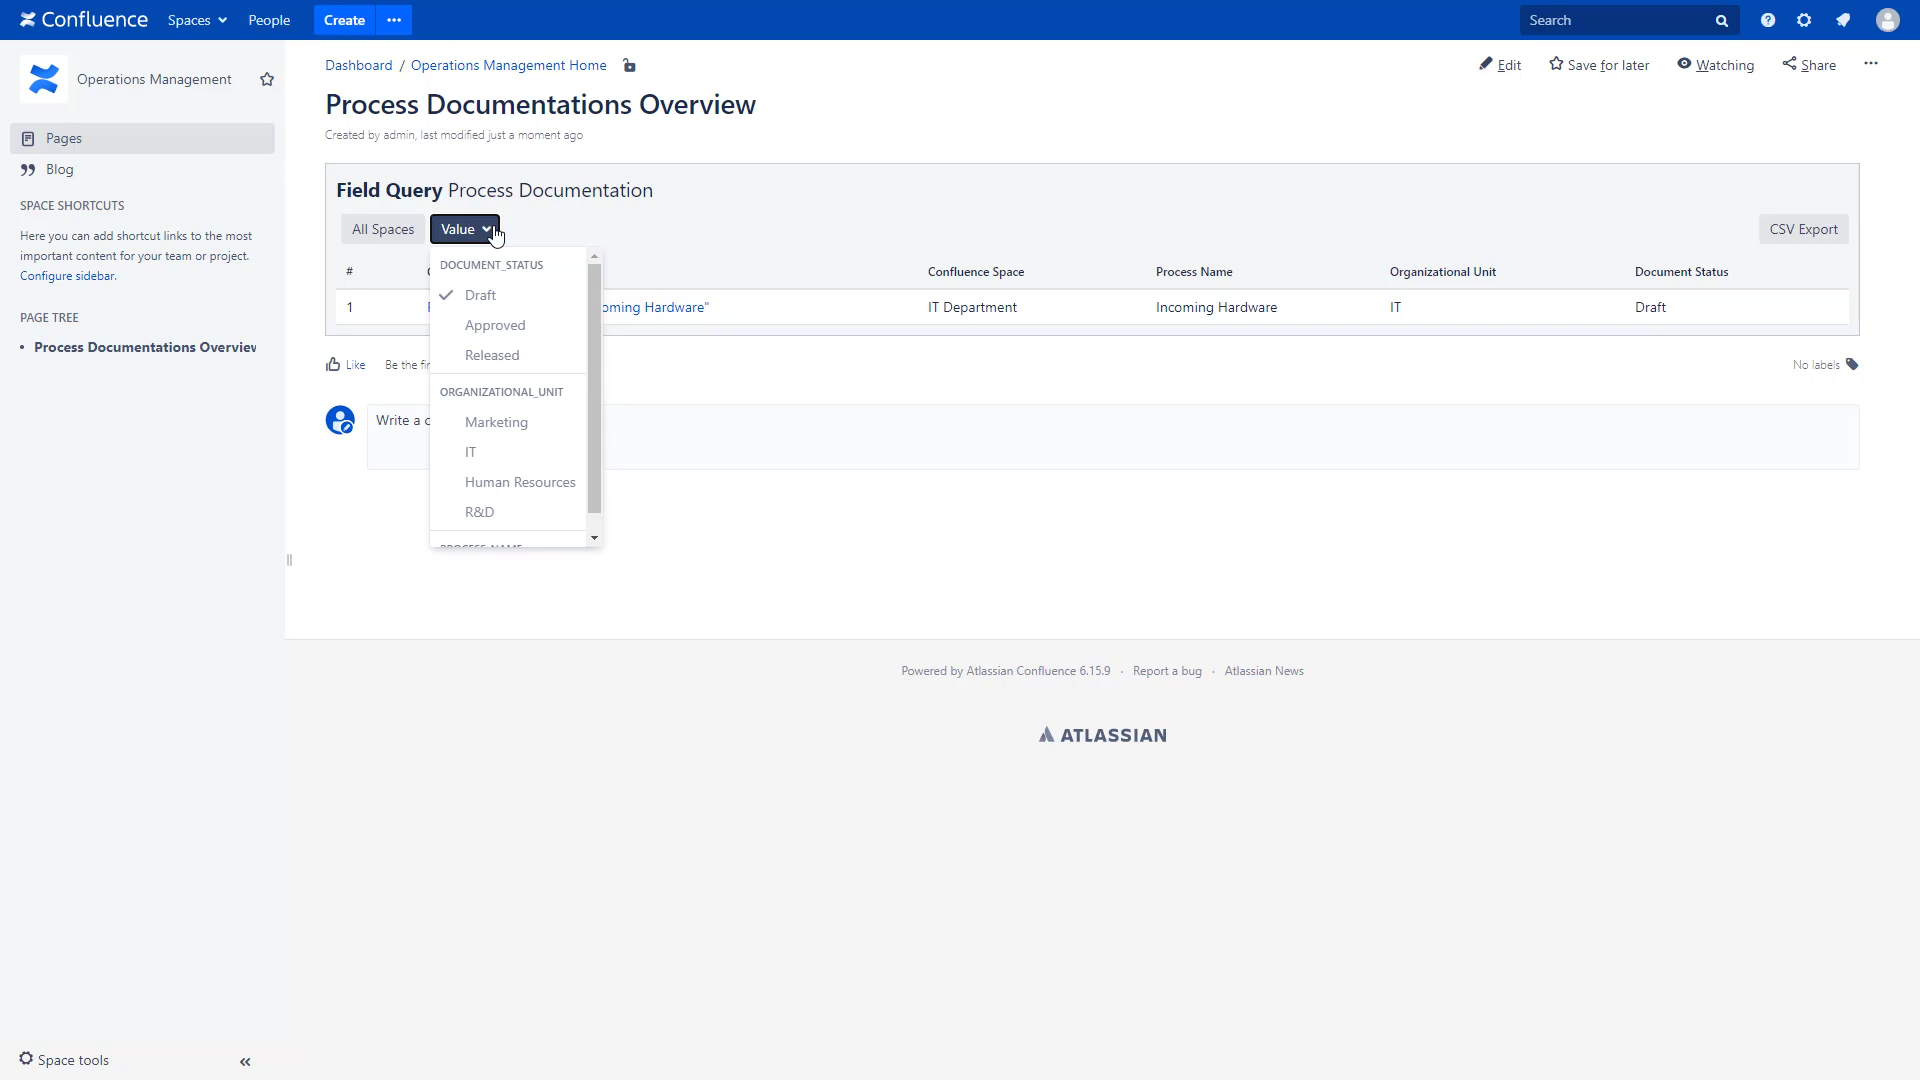 Confluence Spaces People Create Search
Operations Management
Pages
Blog
SPACE SHORTCUTS
Here you can add shortcut links to the most
important content for your team or project.
Configure sidebar.
PAGE TREE
Process Documentations Overview
Space tools
Dashboard / Operations Management Home
Edit Save for later Watching Share
Process Documentations Overview
Created by admin, last modified just a moment ago
Field Query Process Documentation
All Spaces Value CSV Export
# Confluence Space Process Name Organizational Unit Document Status
1 oming Hardware" IT Department Incoming Hardware IT Draft
DOCUMENT_STATUS
Draft
Approved
Released
ORGANIZATIONAL_UNIT
Marketing
IT
Human Resources
R&D
PROCESS_NAME
Like Be the fir
No labels
Write a c
Powered by Atlassian Confluence 6.15.9 · Report a bug · Atlassian News
ATLASSIAN